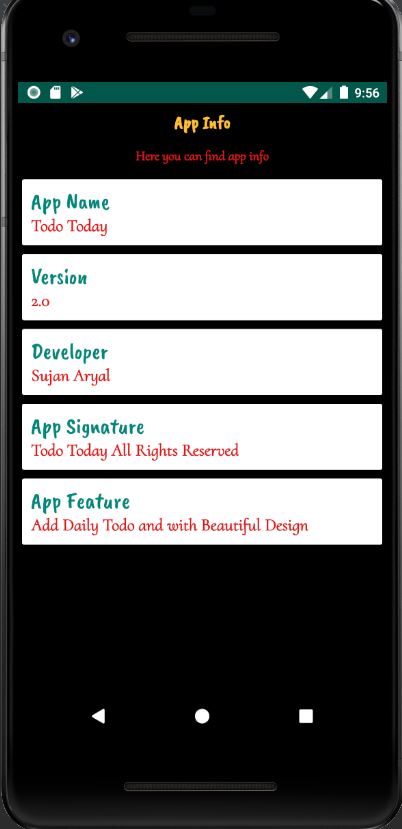 9:56
App Info
Here you can find app info
App Name
Todo Today
Version
2.0
Developer
Sujan Aryal
App Signature
Todo Today All Rights Reserved
App Feature
Add Daily Todo and with Beautiful Design